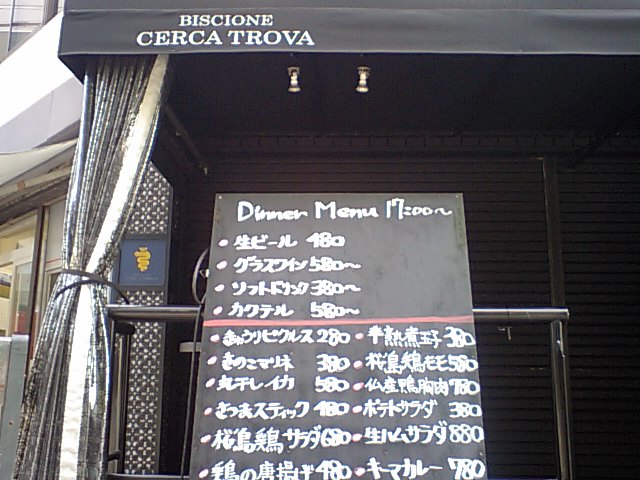 BISCIONE
CERCA TROVA
Dinner Menu 17:00~
生ビール 480
グラスワイン 580~
ソフトドリンク 380~
カクテル 580~
きゅうりピクルス 280
きのこマリネ 380
丸干しイカ 580
さつまスティック 480
桜島鶏サラダ 680
鶏の唐揚げ 480
半熟煮玉子 380
桜島鶏モモ 580
仏産鴨胸肉 780
ポテトサラダ 380
生ハムサラダ 880
キーマカレー 780